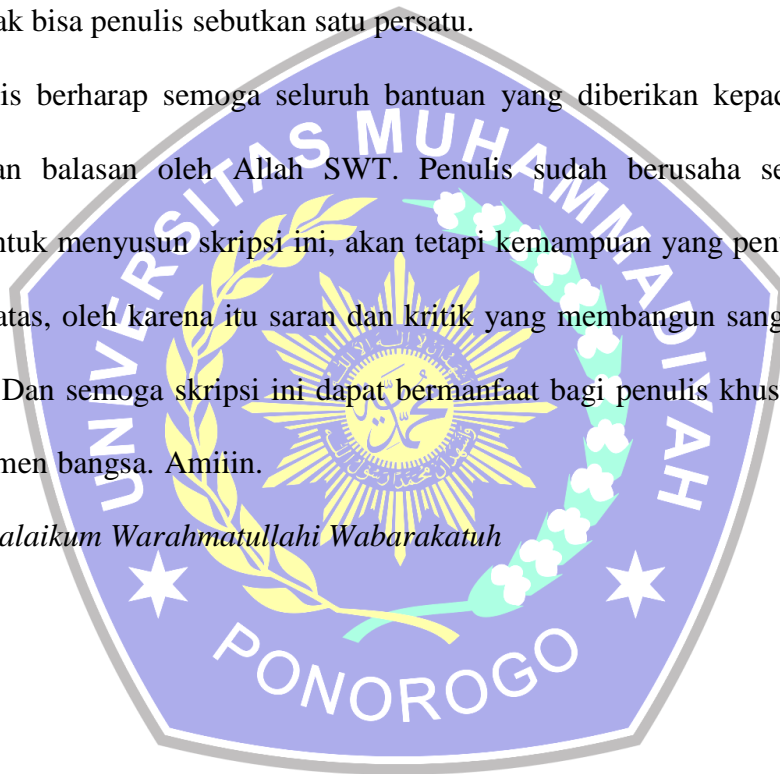 ak bisa penulis sebutkan satu persatu.
is berharap semoga seluruh bantuan yang diberikan kepad
an balasan oleh Allah SWT. Penulis sudah berusaha se
ntuk menyusun skripsi ini, akan tetapi kemampuan yang pen
atas, oleh karena itu saran dan kritik yang membangun sang
Dan semoga skripsi ini dapat bermanfaat bagi penulis khus
men bangsa. Amiiin.
alaikum Warahmatullahi Wabarakatuh
UNIVERSITAS MUHAMMADIYAH
محمدية
PONOROGO